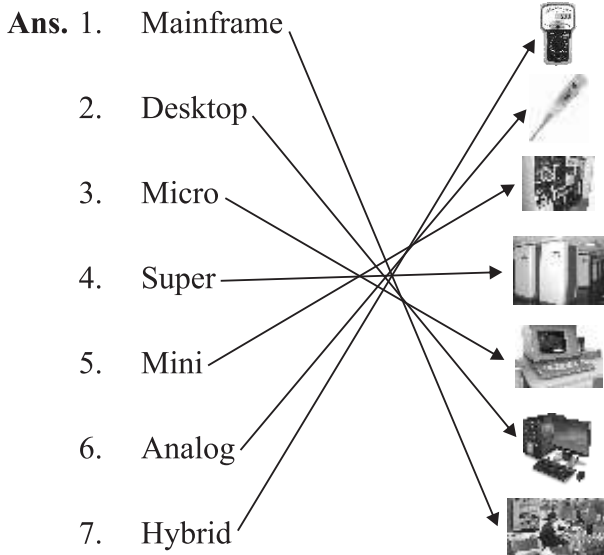 Ans. 1. Mainframe
2. Desktop
3. Micro
4. Super
5. Mini
6. Analog
7. Hybrid